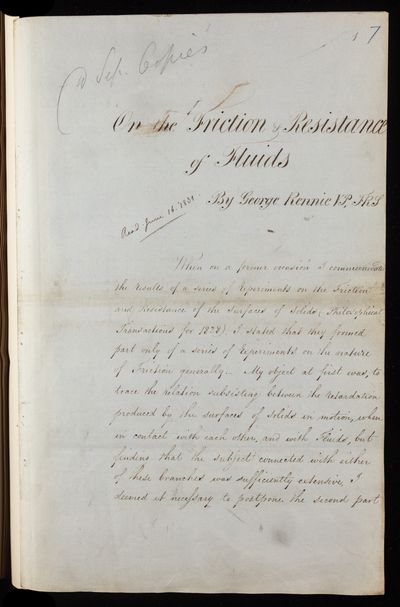 7
Sep. Copies
On the Friction & Resistance
of Fluids
By George Rennie V.P. FRS
Read June 16. 1831
When on a former occasion I communicated
the results of a series of Experiments on the Friction
and Resistance of the Surfaces of Solids, (Philosophical
Transactions for 1828) I stated that they formed
part only of a series of Experiments on the nature
of Friction generally. - My object at first was, to
trace the relation subsisting between the retardation
produced by the surfaces of solids in motion, when
in contact with each other, and with Fluids, but
finding that the subject connected with either
of these branches was sufficiently extensive, I
deemed it necessary to postpone the second part